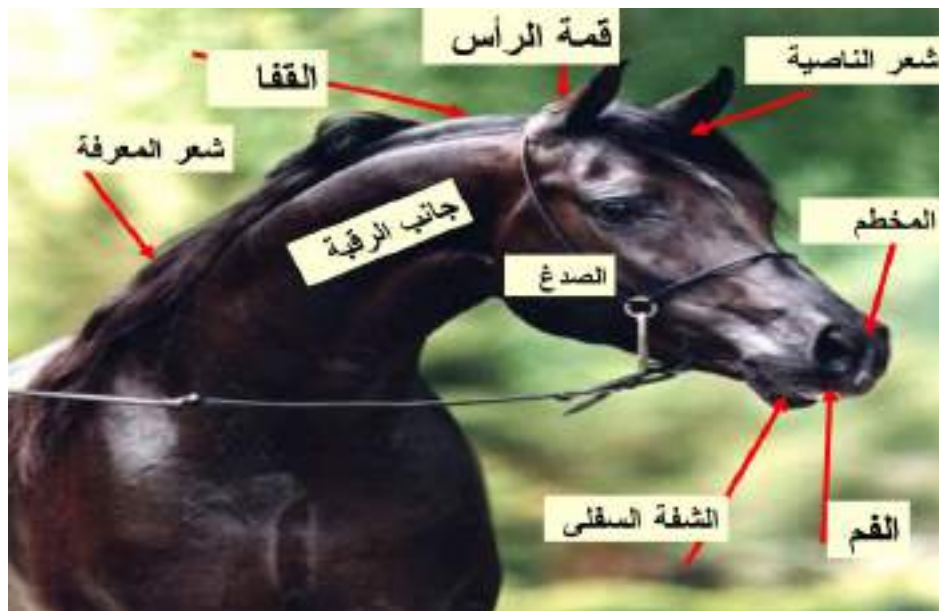 قمة الرأس
شعر الناصية
القفا
شعر المعرفة
جانب الرقبة
المخطم
الصدغ
الشفة السفلى
الفم